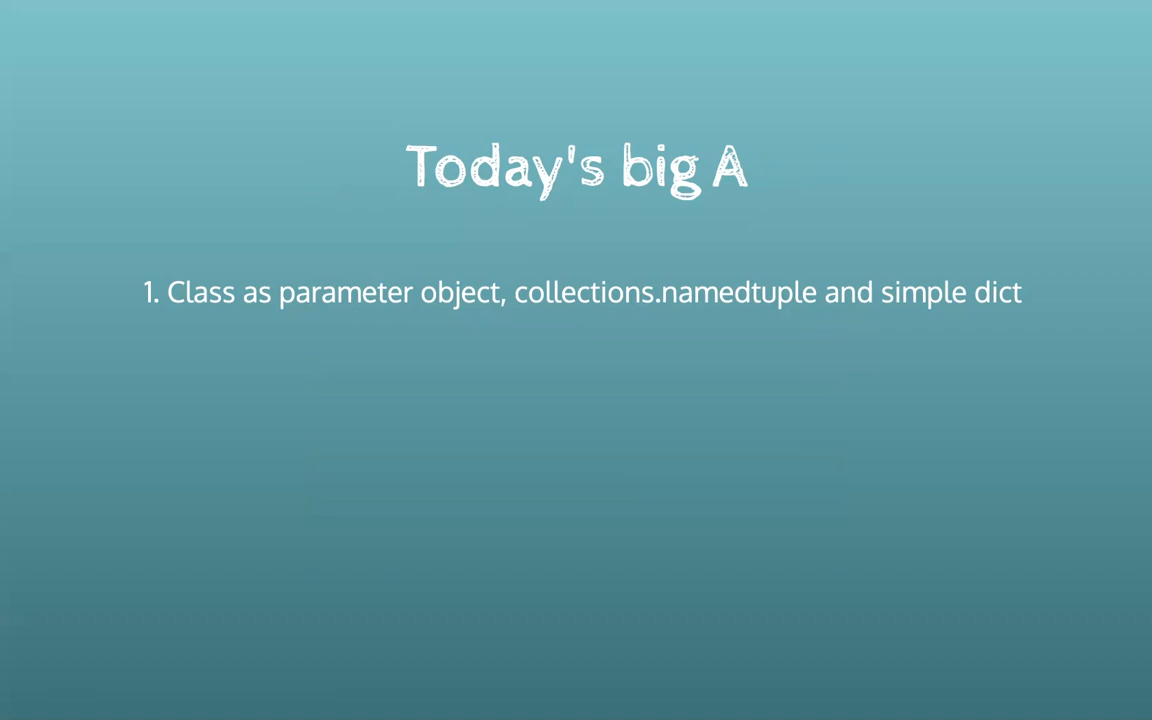 Today's big A
1. Class as parameter object, collections.namedtuple and simple dict